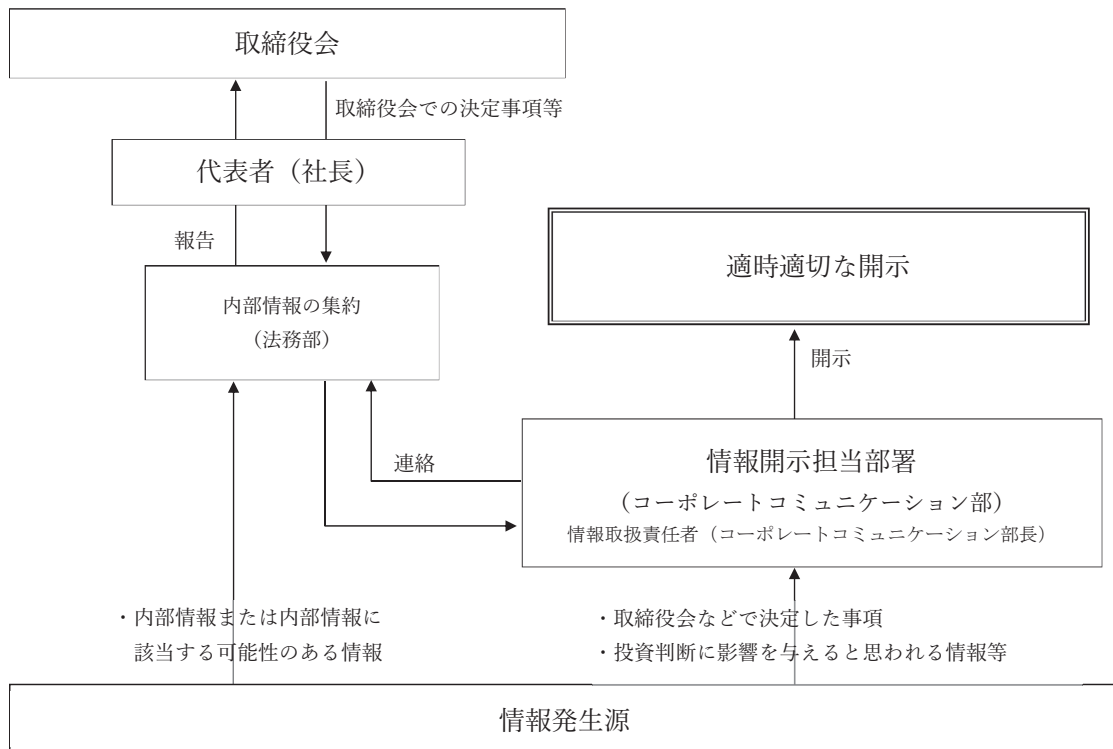 取締役会
取締役会での決定事項等
代表者（社長）
報告
適時適切な開示
内部情報の集約
（法務部）
開示
情報開示担当部署
（コーポレートコミュニケーション部）
情報取扱責任者（コーポレートコミュニケーション部長）
連絡
・内部情報または内部情報に
該当する可能性のある情報
・取締役会などで決定した事項
・投資判断に影響を与えると思われる情報等
情報発生源